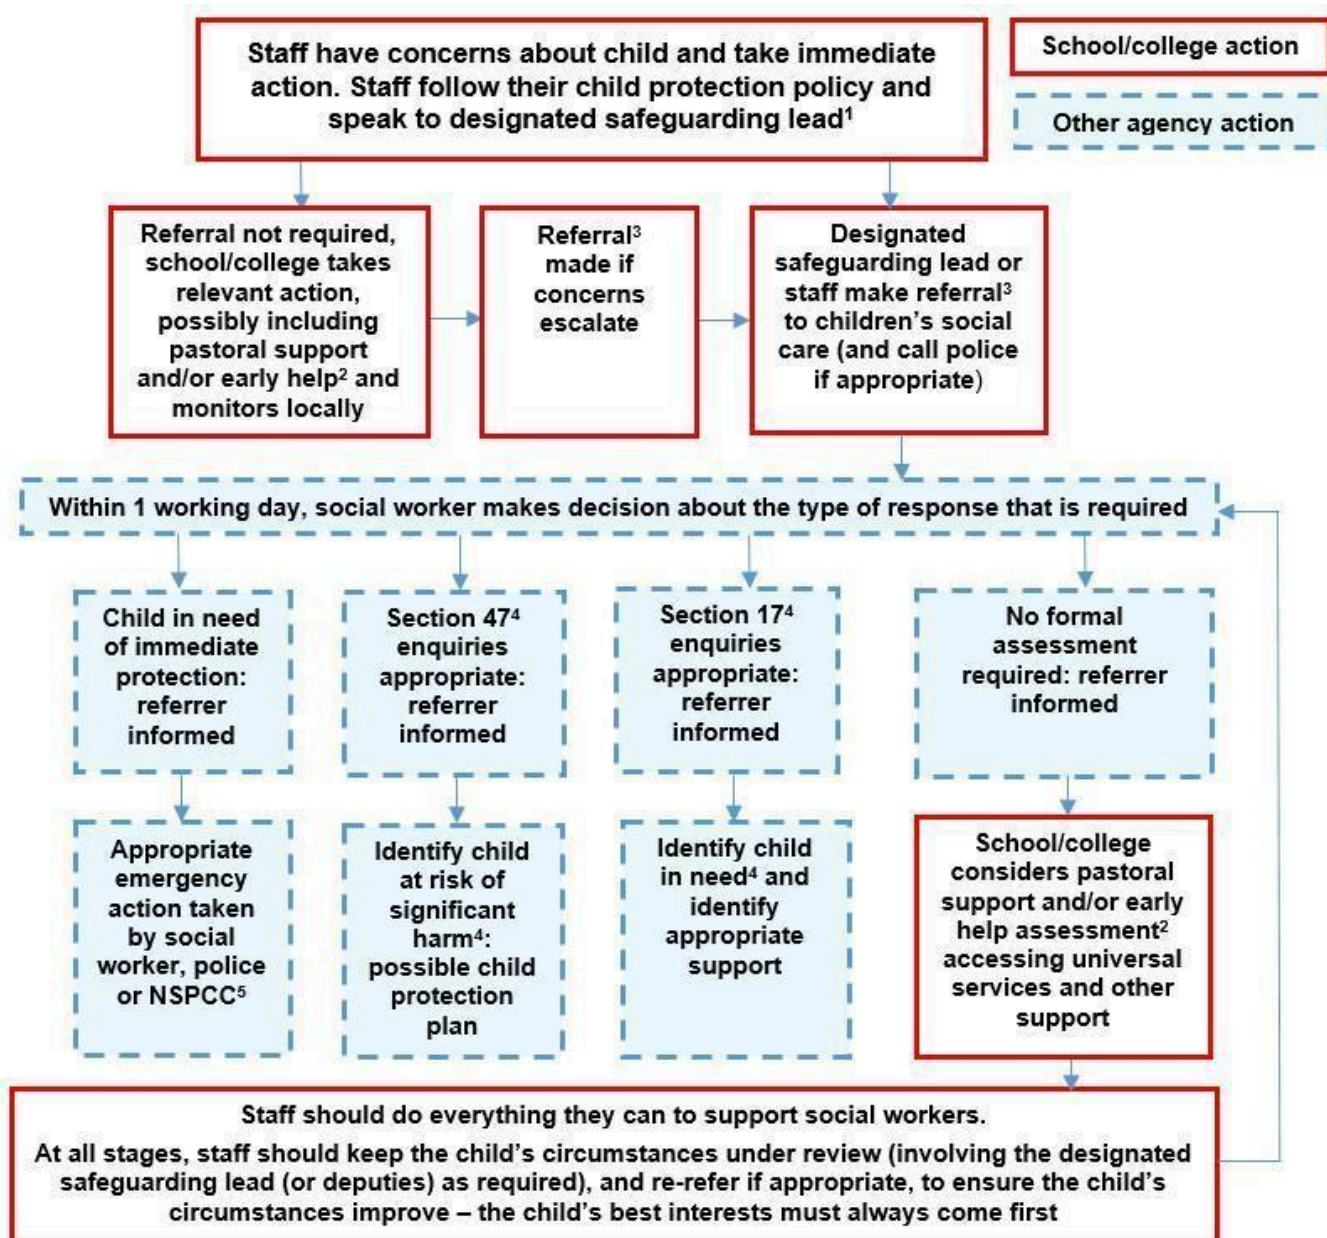 Staff have concerns about child and take immediate
action. Staff follow their child protection policy and
speak to designated safeguarding lead¹
School/college action
Other agency action
Referral not required,
school/college takes
relevant action,
possibly including
pastoral support
and/or early help² and
monitors locally
Referral³
made if
concerns
escalate
Designated
safeguarding lead or
staff make referral³
to children’s social
care (and call police
if appropriate)
Within 1 working day, social worker makes decision about the type of response that is required
Child in need
of immediate
protection:
referrer
informed
Section 47⁴
enquiries
appropriate:
referrer
informed
Section 17⁴
enquiries
appropriate:
referrer
informed
No formal
assessment
required: referrer
informed
Appropriate
emergency
action taken
by social
worker, police
or NSPCC⁵
Identify child
at risk of
significant
harm⁴:
possible child
protection
plan
Identify child
in need⁴ and
identify
appropriate
support
School/college
considers pastoral
support and/or early
help assessment²
accessing universal
services and other
support
Staff should do everything they can to support social workers.
At all stages, staff should keep the child’s circumstances under review (involving the designated
safeguarding lead (or deputies) as required), and re-refer if appropriate, to ensure the child’s
circumstances improve – the child’s best interests must always come first